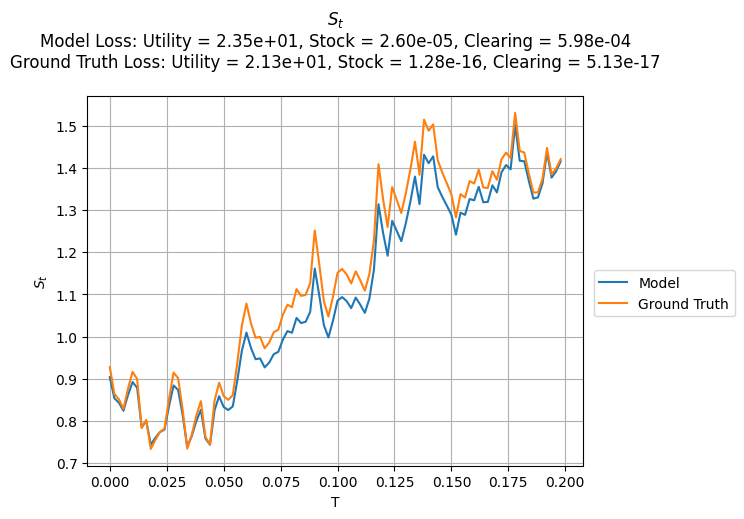 S_t
Model Loss: Utility = 2.35e+01, Stock = 2.60e-05, Clearing = 5.98e-04
Ground Truth Loss: Utility = 2.13e+01, Stock = 1.28e-16, Clearing = 5.13e-17
1.5
1.4
1.3
1.2
1.1
1.0
0.9
0.8
0.7
S_t
0.000 0.025 0.050 0.075 0.100 0.125 0.150 0.175 0.200
T
Model
Ground Truth